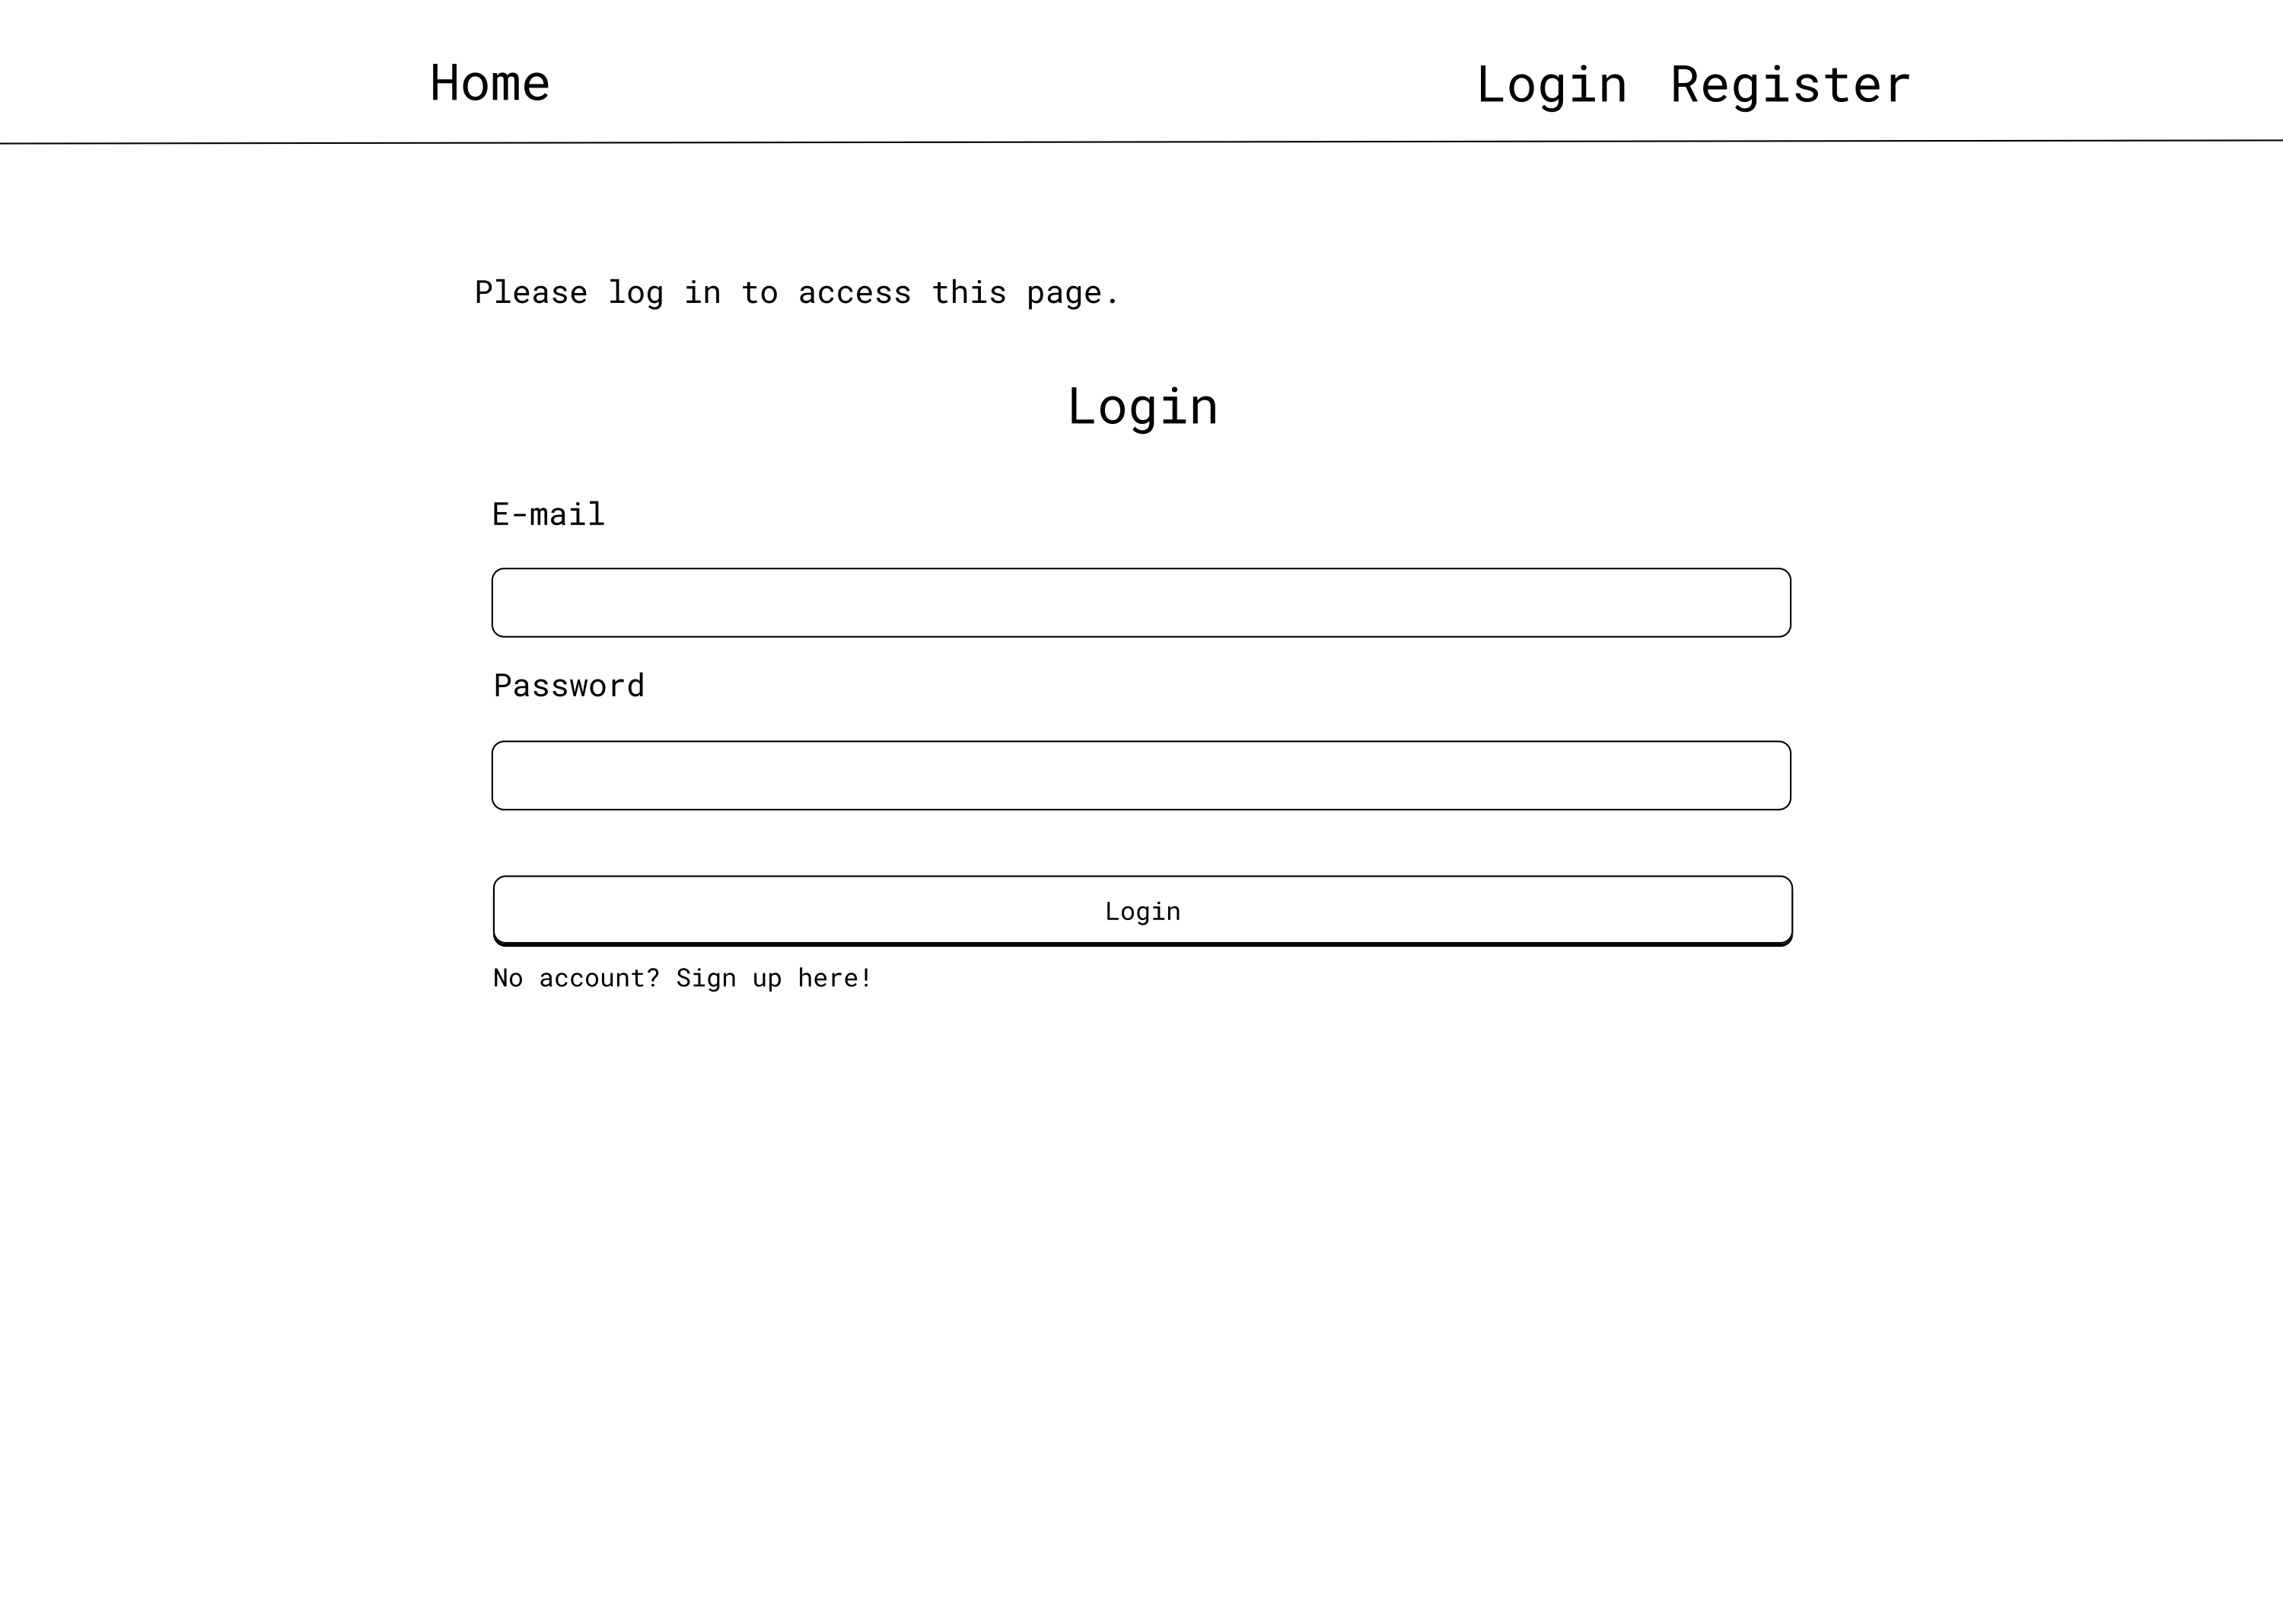 Home Login Register
Please log in to access this page.
Login
E-mail
Password
Login
No account? Sign up here!